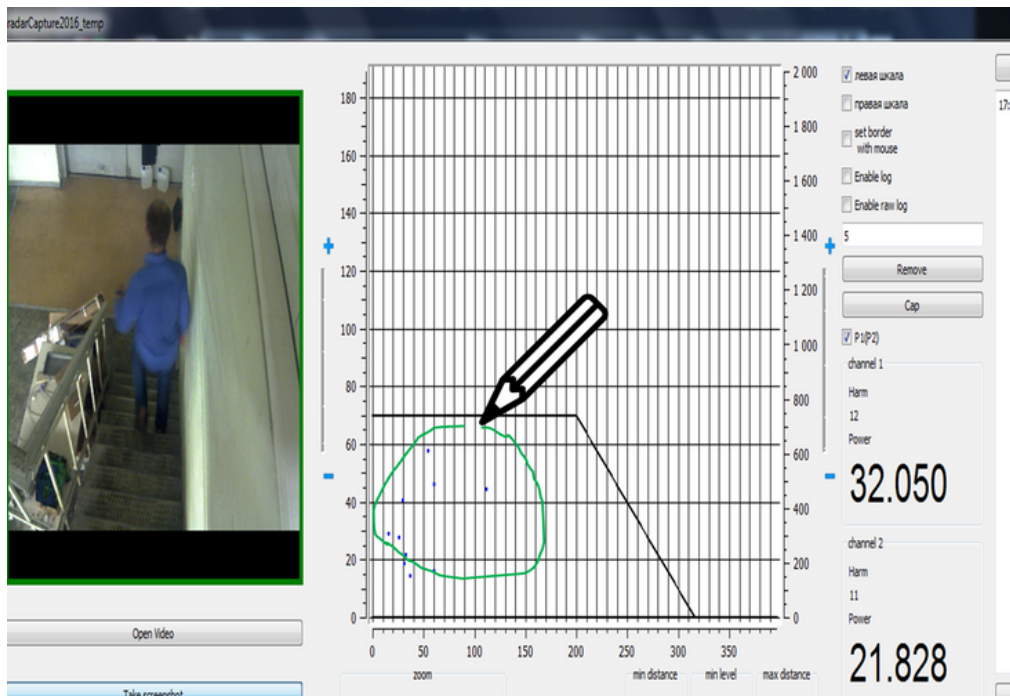 radarCapture2016_temp
180
160
140
120
100
80
60
40
20
0
2 000
1 800
1 600
1 400
1 200
1 000
800
600
400
200
0
0 50 100 150 200 250 300 350
левая шкала
правая шкала
set border
with mouse
Enable log
Enable raw log
5
Remove
Cap
P1(P2)
channel 1
Harm
12
Power
32.050
channel 2
Harm
11
Power
21.828
17:
Open Video
Take screenshot
zoom
min distance
min level
max distance